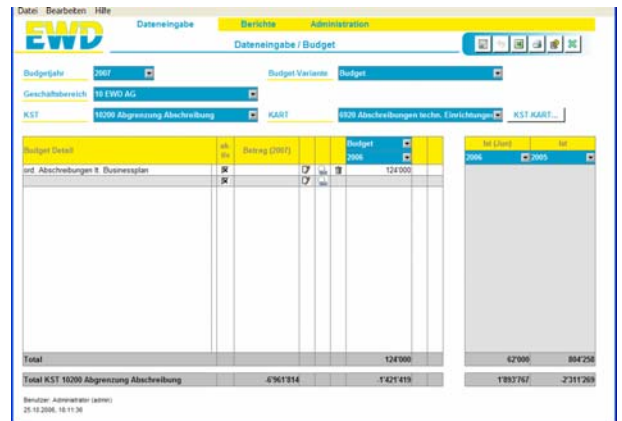 Datei Bearbeiten Hilfe
EWD
Dateneingabe Berichte Administration
Dateneingabe / Budget
Budgetjahr 2007 Budget Variante Budget
Geschäftsbereich 10 EWD AG
KST 10200 Abgrenzung Abschreibung KART 6920 Abschreibungen techn. Einrichtungen KST:KART...
Budget Detail ak- tiv Betrag (2007) Budget 2006 Ist (Jun) 2006 Ist 2005
ord. Abschreibungen lt. Businessplan 124'000
Total 124'000 62'000 804'258
Total KST 10200 Abgrenzung Abschreibung -6'961'814 -1'421'419 1'893'767 -2'311'269
Benutzer: Administrator (admin)
25.10.2006, 18:11:36